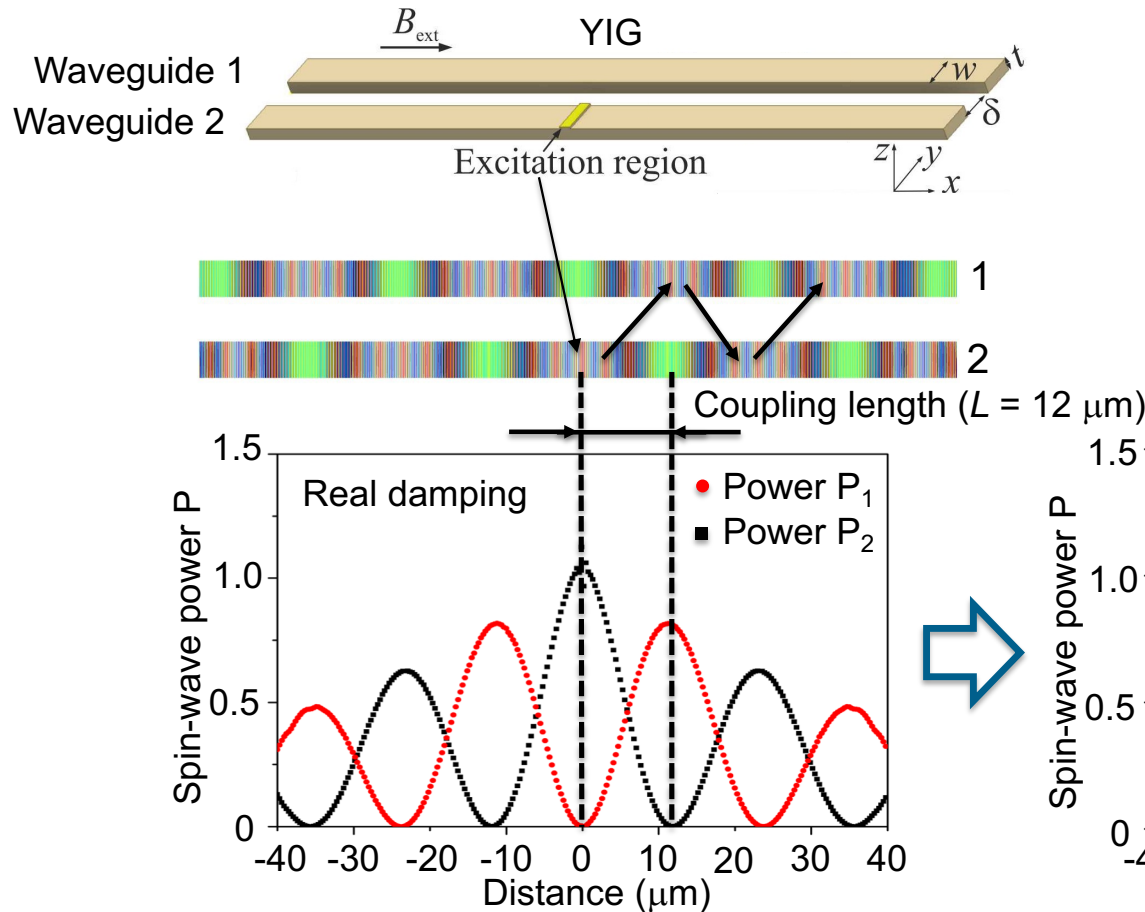 B_ext
YIG
Waveguide 1
w
t
Waveguide 2
δ
Excitation region
z
y
x
1
2
Coupling length (L = 12 μm)
1.5
Real damping
Power P₁
Power P₂
1.0
0.5
0
Spin-wave power P
-40 -30 -20 -10 0 10 20 30 40
Distance (μm)
1.5
1.0
0.5
0
Spin-wave power P